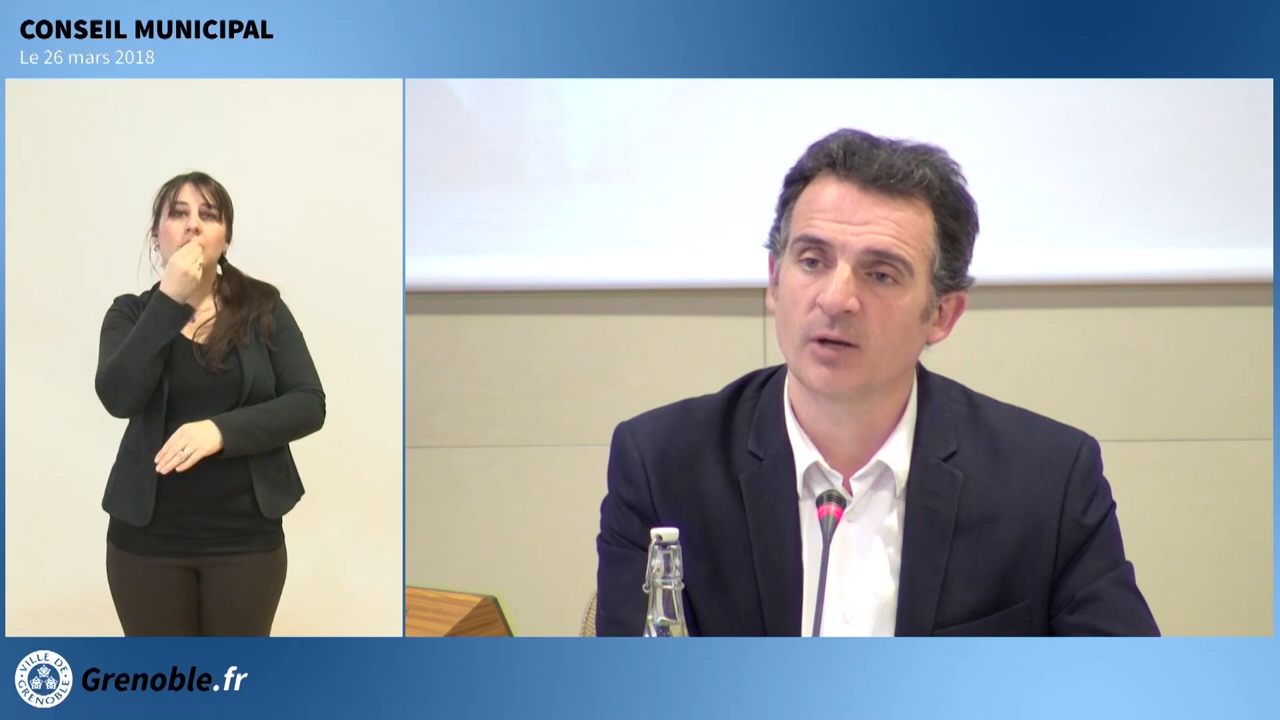 CONSEIL MUNICIPAL
Le 26 mars 2018
VILLE DE
GRENOBLE
Grenoble.fr